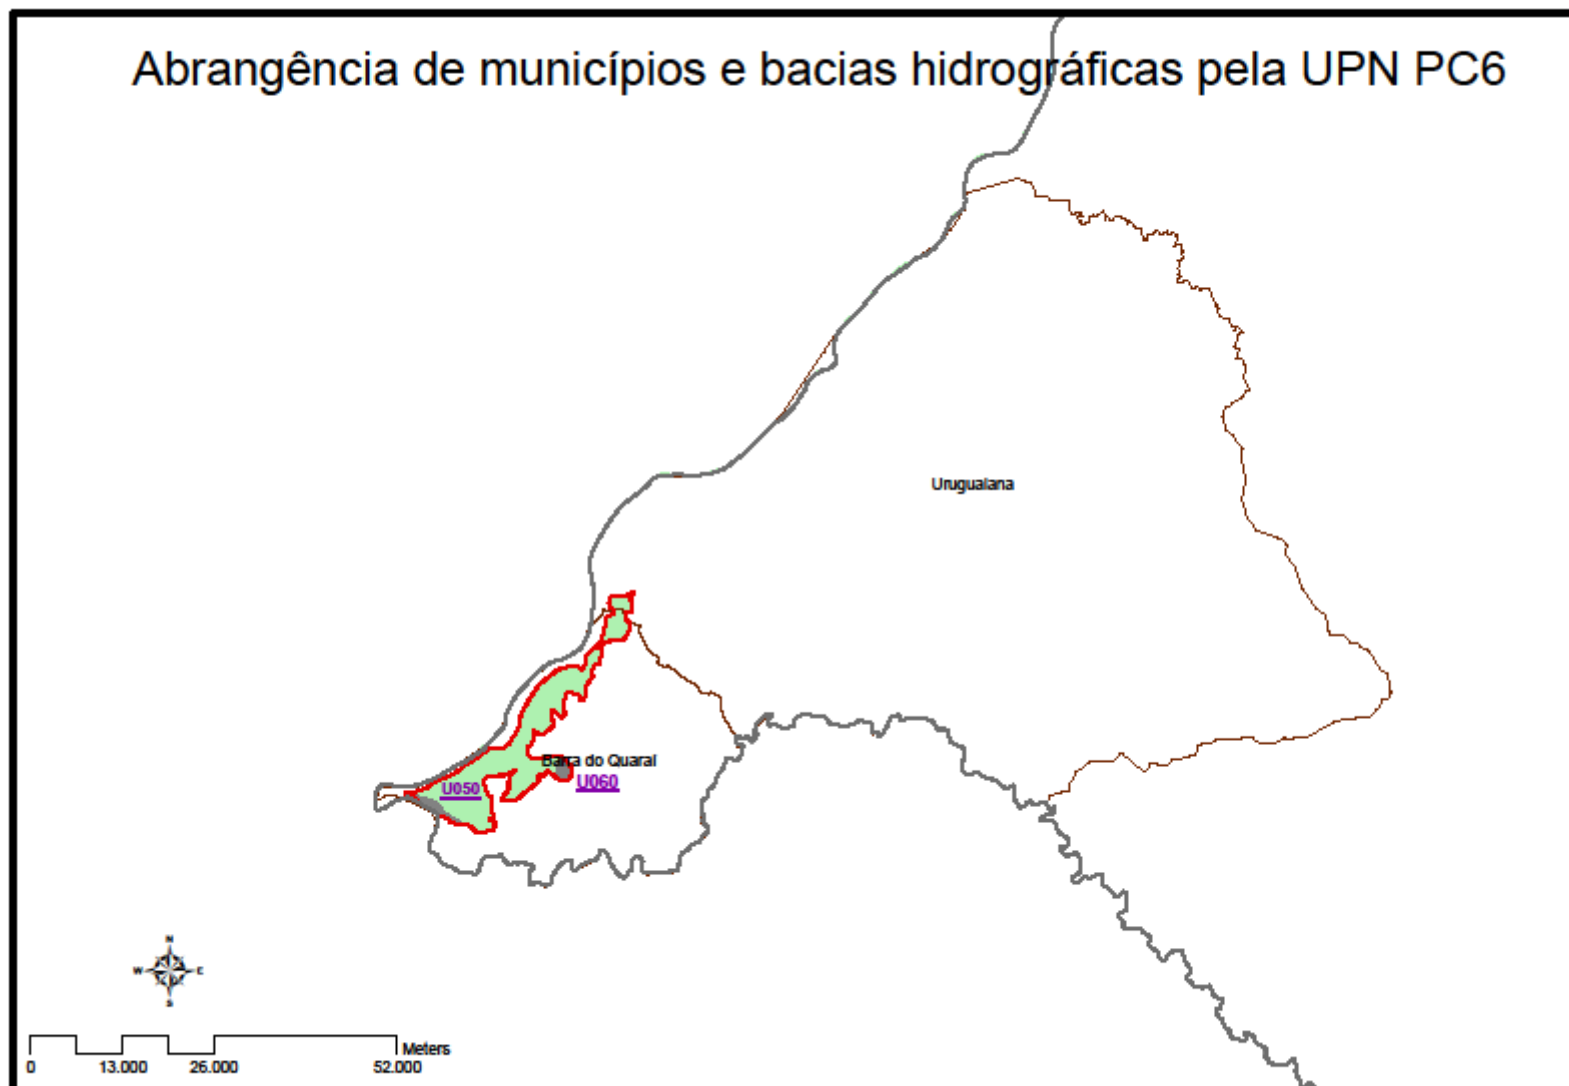 Abrangência de municípios e bacias hidrográficas pela UPN PC6
Uruguaiana
Barra do Quaraí
U050
U060
N
W E
S
Meters
0 13.000 26.000 52.000